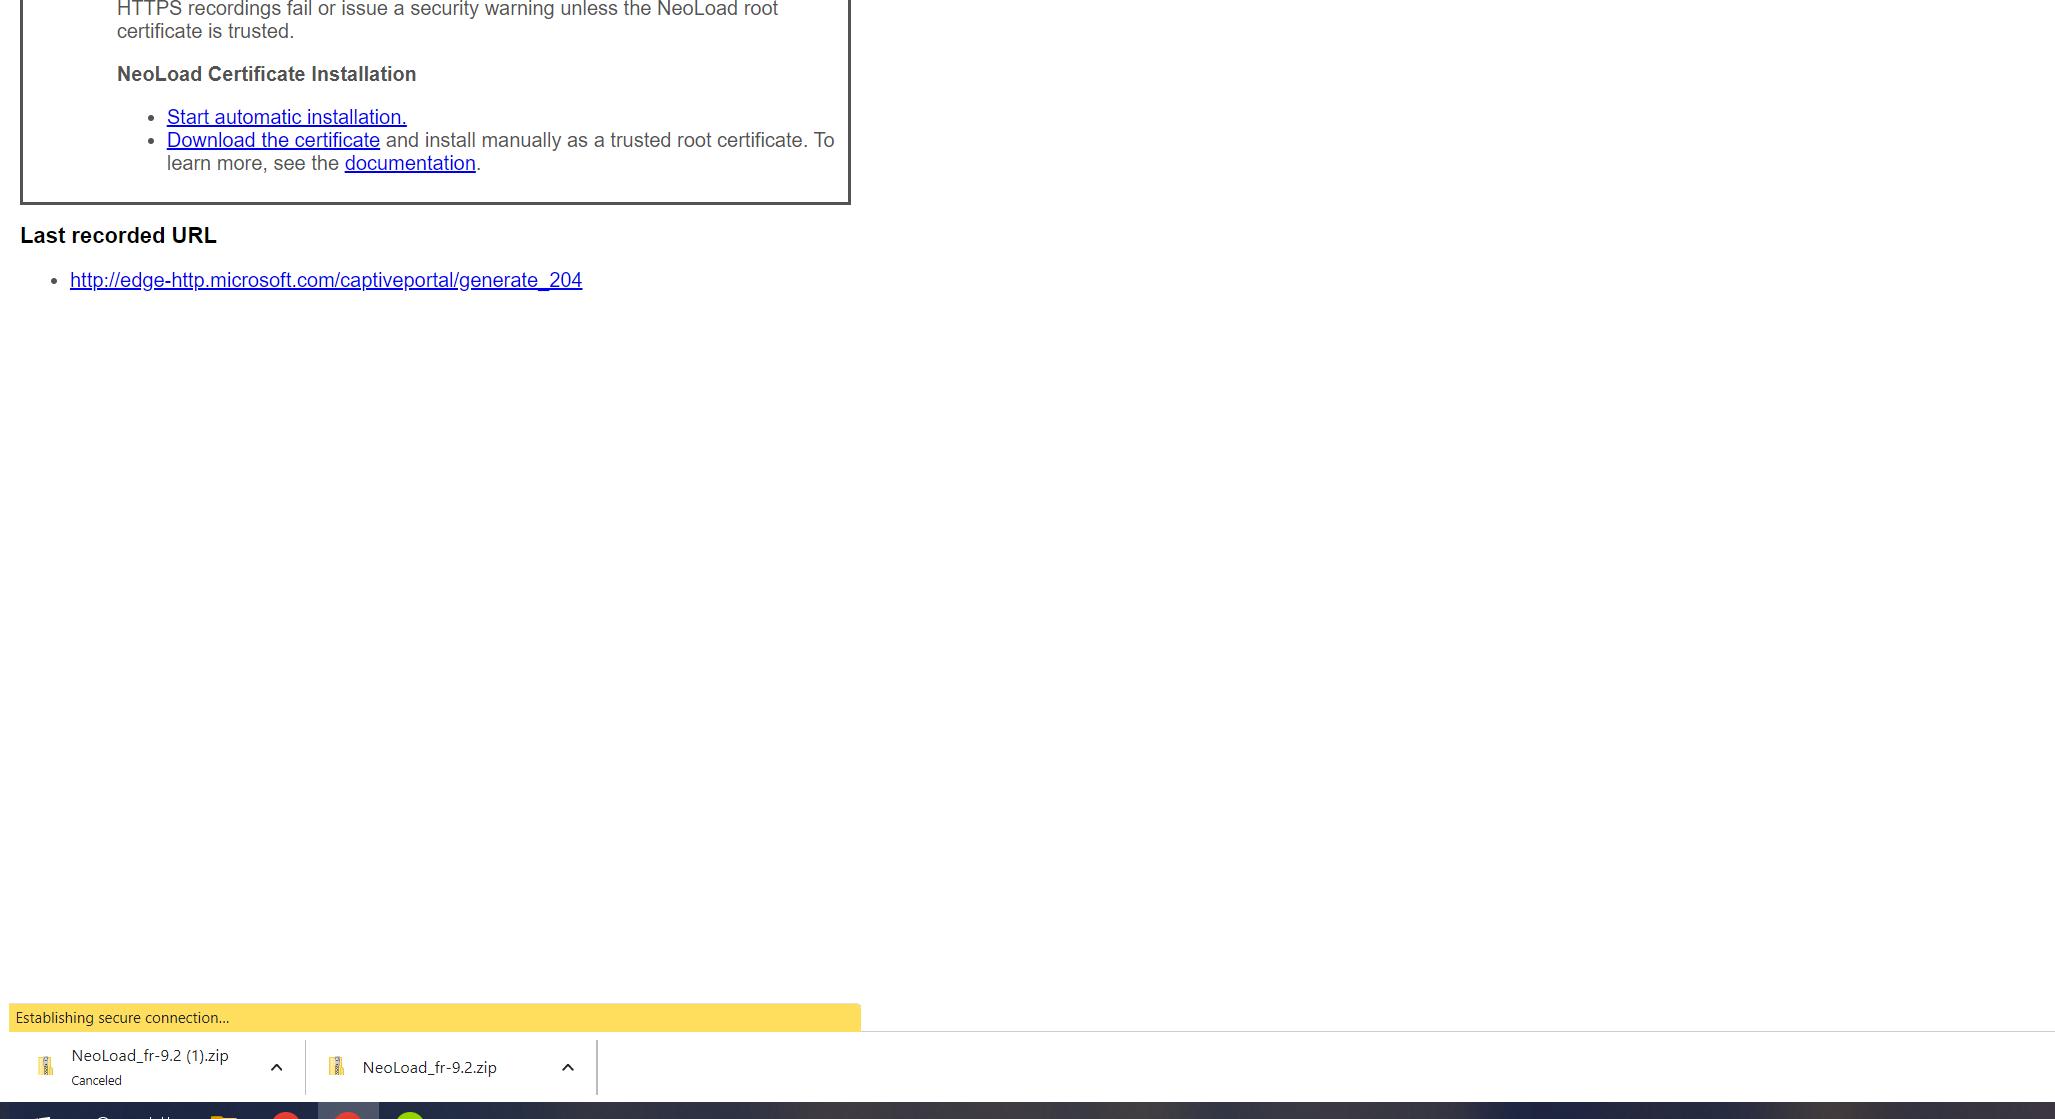 HTTPS recordings fail or issue a security warning unless the NeoLoad root
certificate is trusted.
NeoLoad Certificate Installation
Start automatic installation.
Download the certificate and install manually as a trusted root certificate. To
learn more, see the documentation.
Last recorded URL
http://edge-http.microsoft.com/captiveportal/generate_204
Establishing secure connection...
NeoLoad_fr-9.2 (1).zip
Canceled
NeoLoad_fr-9.2.zip